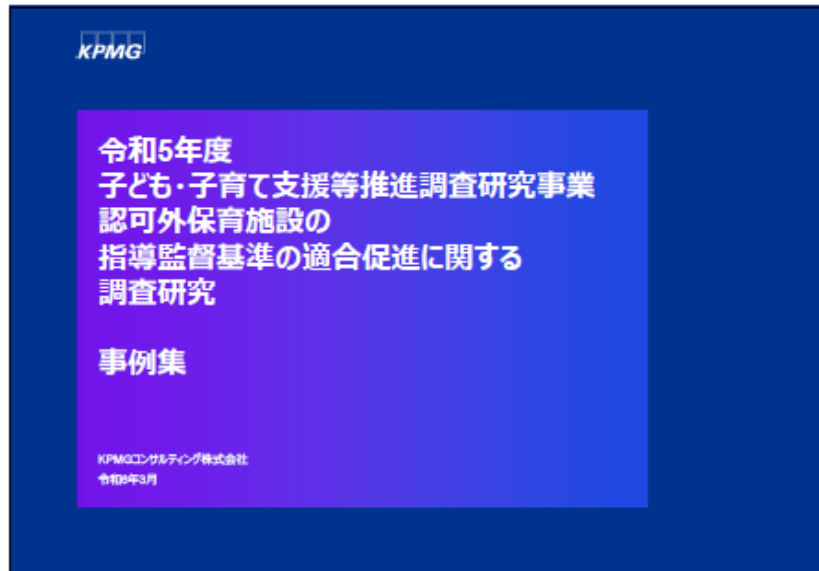 KPMG
令和5年度
子ども・子育て支援等推進調査研究事業
認可外保育施設の
指導監督基準の適合促進に関する
調査研究
事例集
KPMGコンサルティング株式会社
令和6年3月